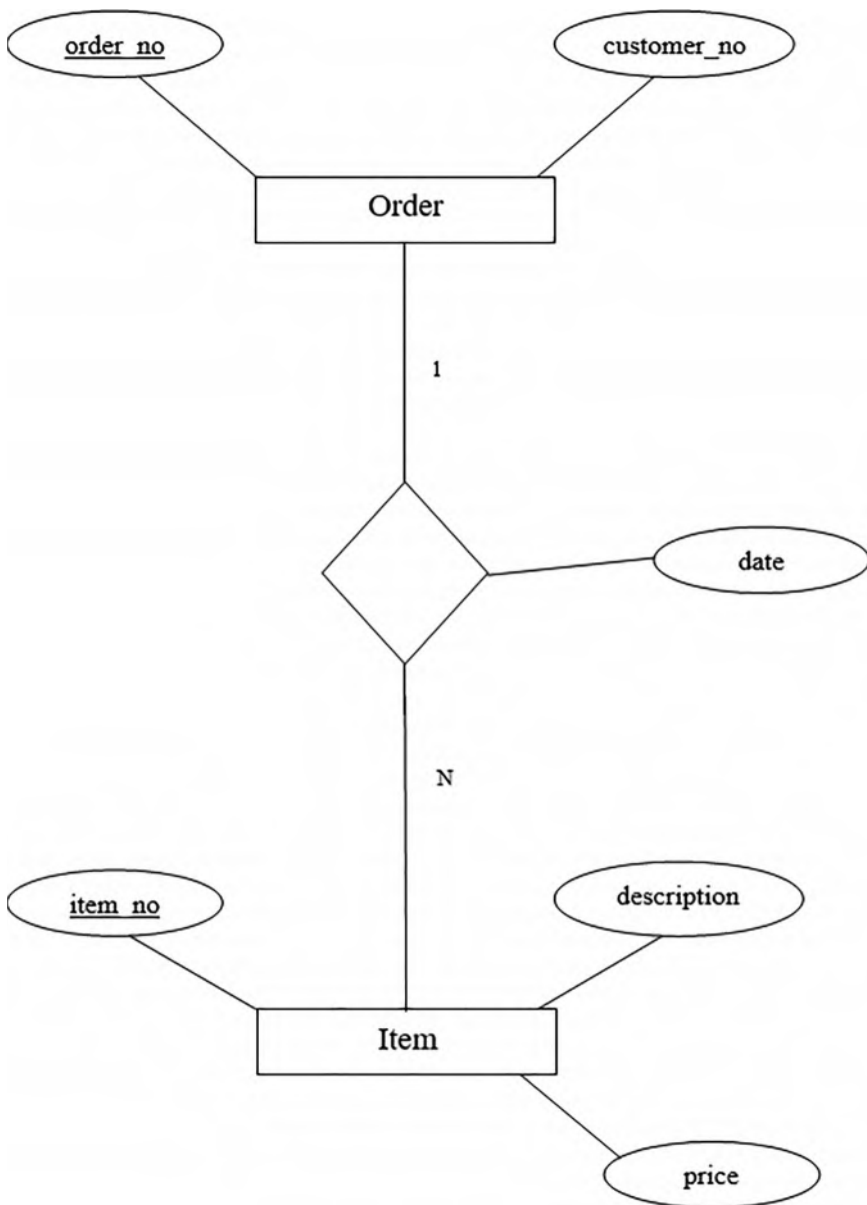 order_no
customer_no
Order
1
date
N
item_no
description
Item
price